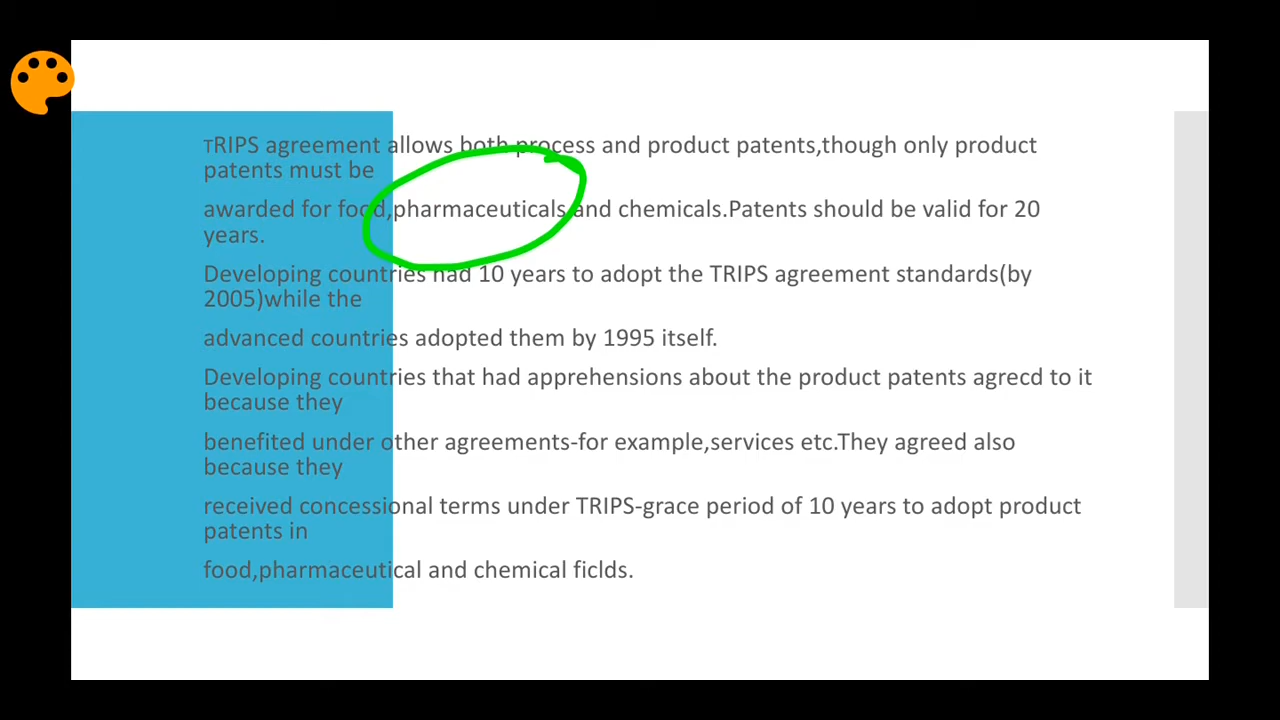 TRIPS agreement allows both process and product patents,though only product
patents must be
awarded for food,pharmaceuticals and chemicals.Patents should be valid for 20
years.
Developing countries had 10 years to adopt the TRIPS agreement standards(by
2005)while the
advanced countries adopted them by 1995 itself.
Developing countries that had apprehensions about the product patents agrecd to it
because they
benefited under other agreements-for example,services etc.They agreed also
because they
received concessional terms under TRIPS-grace period of 10 years to adopt product
patents in
food,pharmaceutical and chemical ficlds.